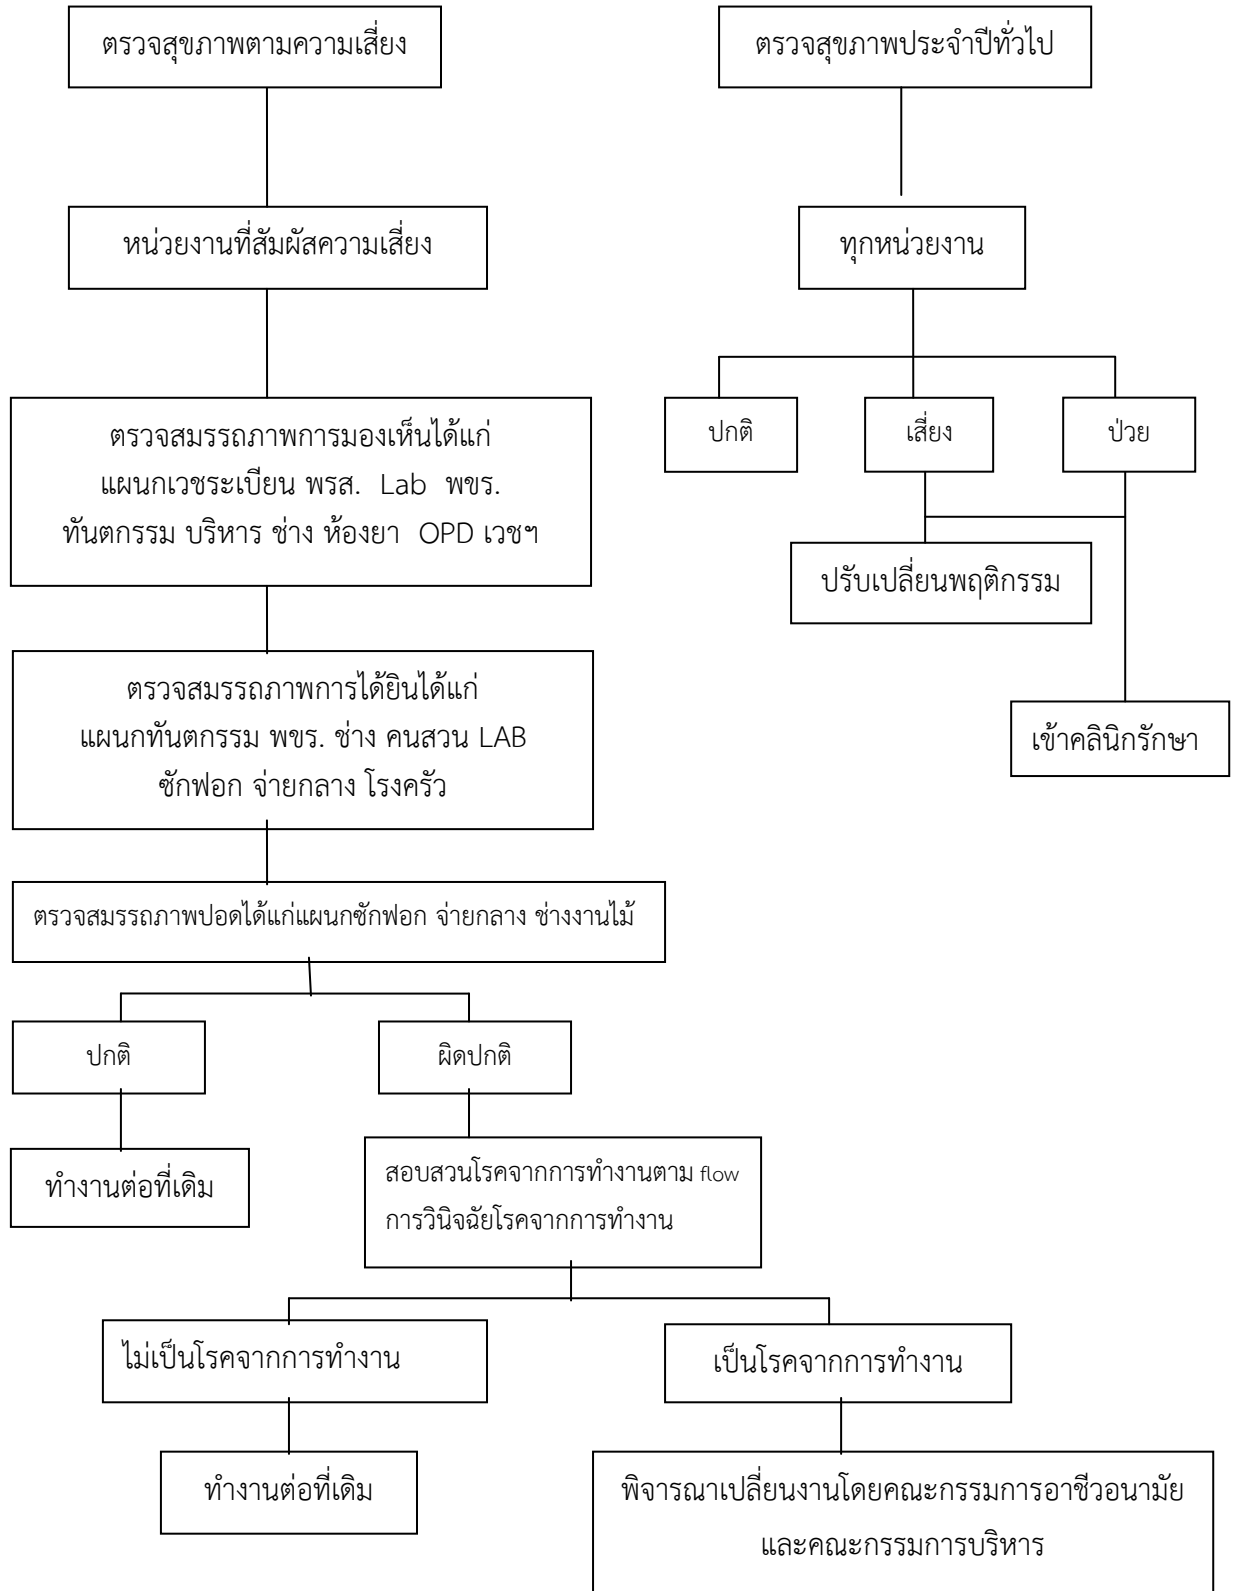 ตรวจสุขภาพตามความเสี่ยง
ตรวจสุขภาพประจำปีทั่วไป
หน่วยงานที่สัมผัสความเสี่ยง
ทุกหน่วยงาน
ตรวจสมรรถภาพการมองเห็นได้แก่
แผนกเวชระเบียน พรส. Lab พขร.
ทันตกรรม บริหาร ช่าง ห้องยา OPD เวชฯ
ปกติ
เสี่ยง
ป่วย
ปรับเปลี่ยนพฤติกรรม
เข้าคลินิกรักษา
ตรวจสมรรถภาพการได้ยินได้แก่
แผนกทันตกรรม พขร. ช่าง คนสวน LAB
ซักฟอก จ่ายกลาง โรงครัว
ตรวจสมรรถภาพปอดได้แก่แผนกซักฟอก จ่ายกลาง ช่างงานไม้
ปกติ
ผิดปกติ
ทำงานต่อที่เดิม
สอบสวนโรคจากการทำงานตาม flow
การวินิจฉัยโรคจากการทำงาน
ไม่เป็นโรคจากการทำงาน
เป็นโรคจากการทำงาน
ทำงานต่อที่เดิม
พิจารณาเปลี่ยนงานโดยคณะกรรมการอาชีวอนามัย
และคณะกรรมการบริหาร